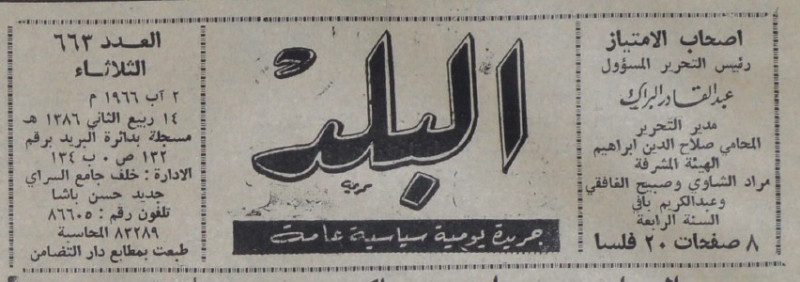 اصحاب الامتياز
رئيس التحرير المسؤول
عبدالقادر البراك
مدير التحرير
المحامي صلاح الدين ابراهيم
الهيئة المشرفة
مراد الشاوي وصبيح الغافقي
وعبدالكريم بافي
السنة الرابعة
٨ صفحات ٢٠ فلسا
البلد
جريدة يومية سياسية عامة
العدد ٦٦٣
الثلاثاء
٢ آب ١٩٦٦ م
١٤ ربيع الثاني ١٣٨٦ هـ
مسجلة بدائرة البريد برقم
١٣٢ ص ٠ ب ١٣٤
الادارة : خلف جامع السراي
جديد حسن باشا
تلفون رقم : ٨٦٦٠٥
٨٣٢٨٩ المحاسبة
طبعت بمطابع دار التضامن